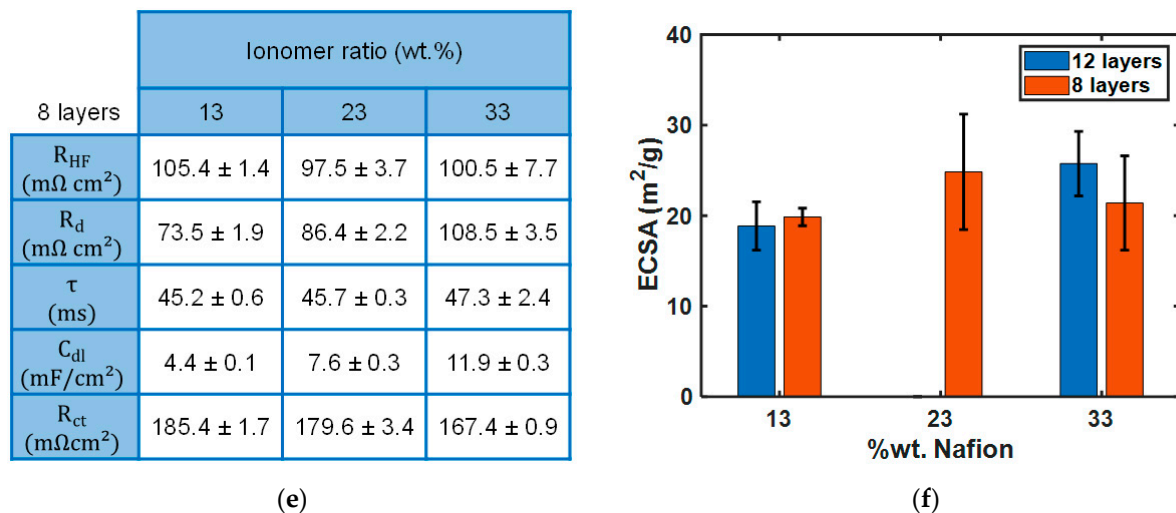 Ionomer ratio (wt.%)
8 layers 13 23 33
R_HF
(mΩ cm²) 105.4 ± 1.4 97.5 ± 3.7 100.5 ± 7.7
R_d
(mΩ cm²) 73.5 ± 1.9 86.4 ± 2.2 108.5 ± 3.5
τ
(ms) 45.2 ± 0.6 45.7 ± 0.3 47.3 ± 2.4
C_dl
(mF/cm²) 4.4 ± 0.1 7.6 ± 0.3 11.9 ± 0.3
R_ct
(mΩcm²) 185.4 ± 1.7 179.6 ± 3.4 167.4 ± 0.9
(e)
40
30
20
10
0
ECSA (m²/g)
12 layers
8 layers
13 23 33
%wt. Nafion
(f)